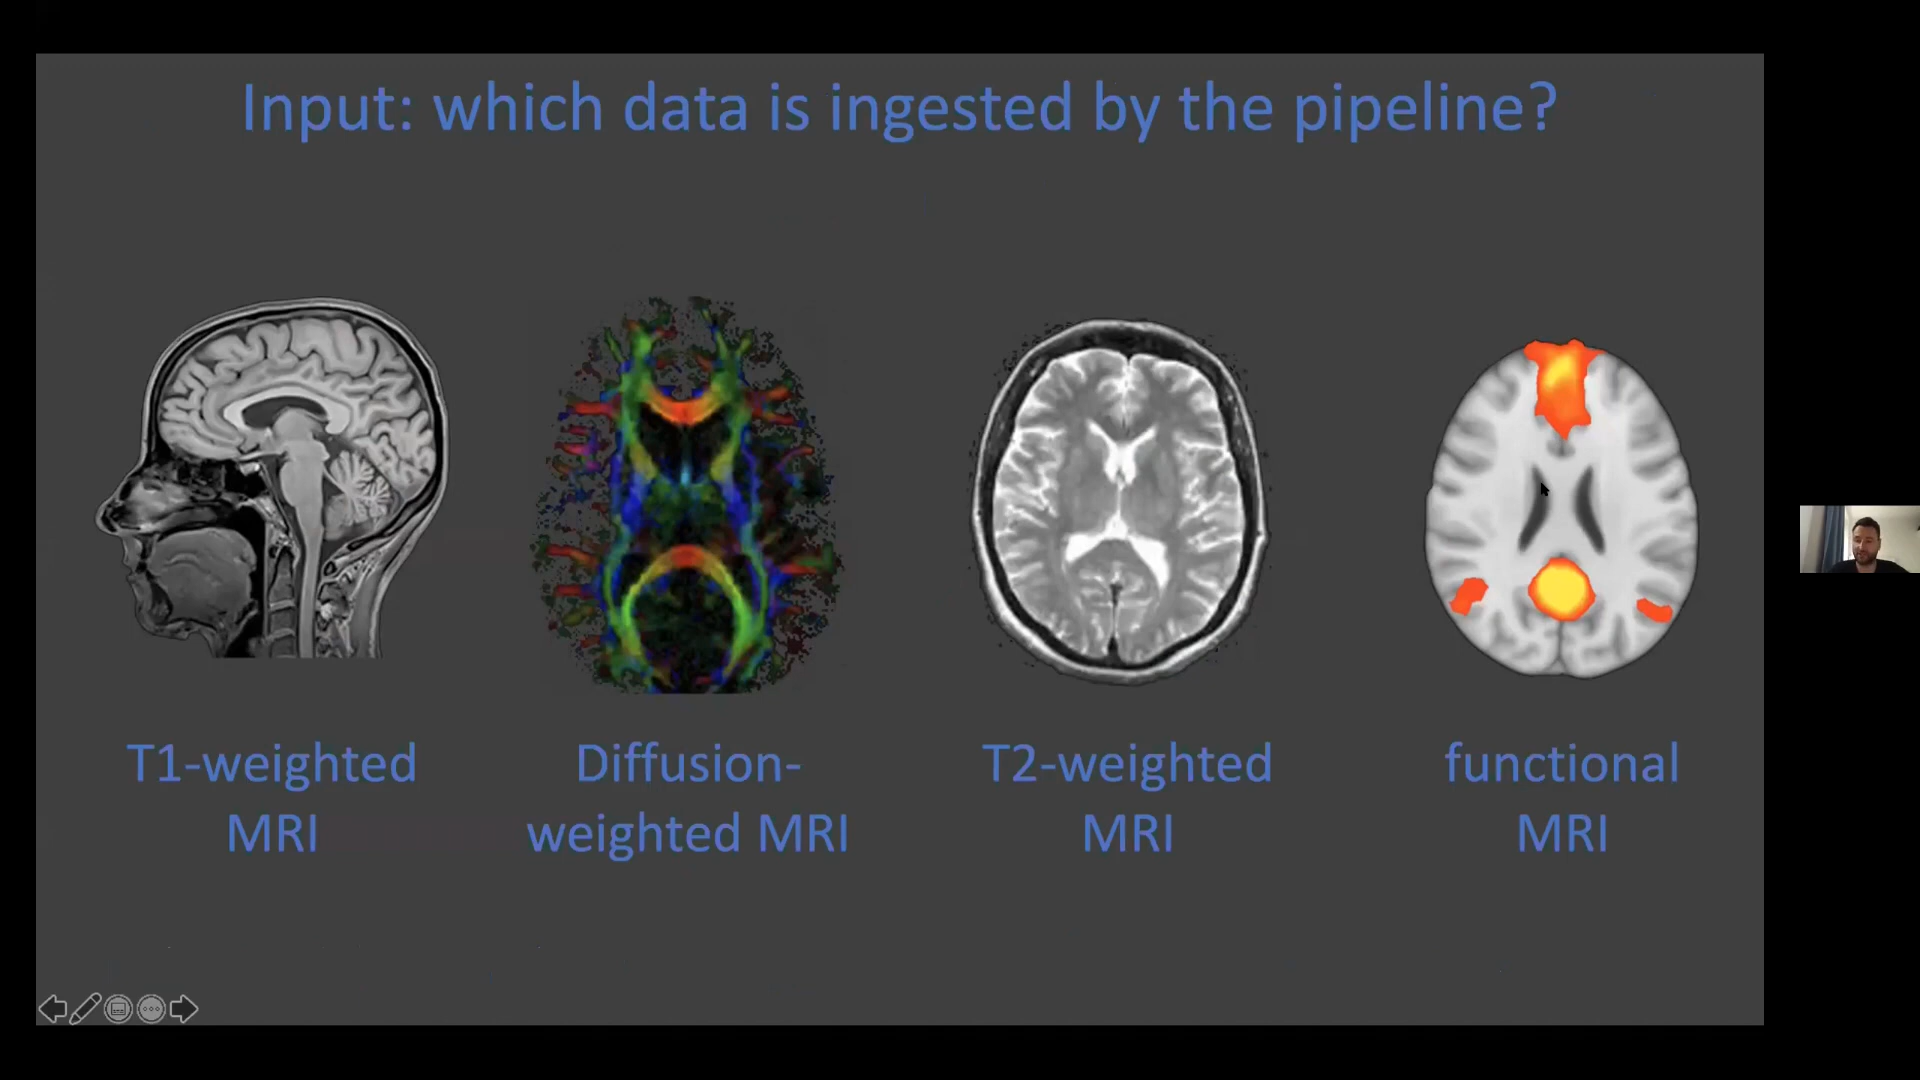 Input: which data is ingested by the pipeline?
T1-weighted
MRI
Diffusion-
weighted MRI
T2-weighted
MRI
functional
MRI